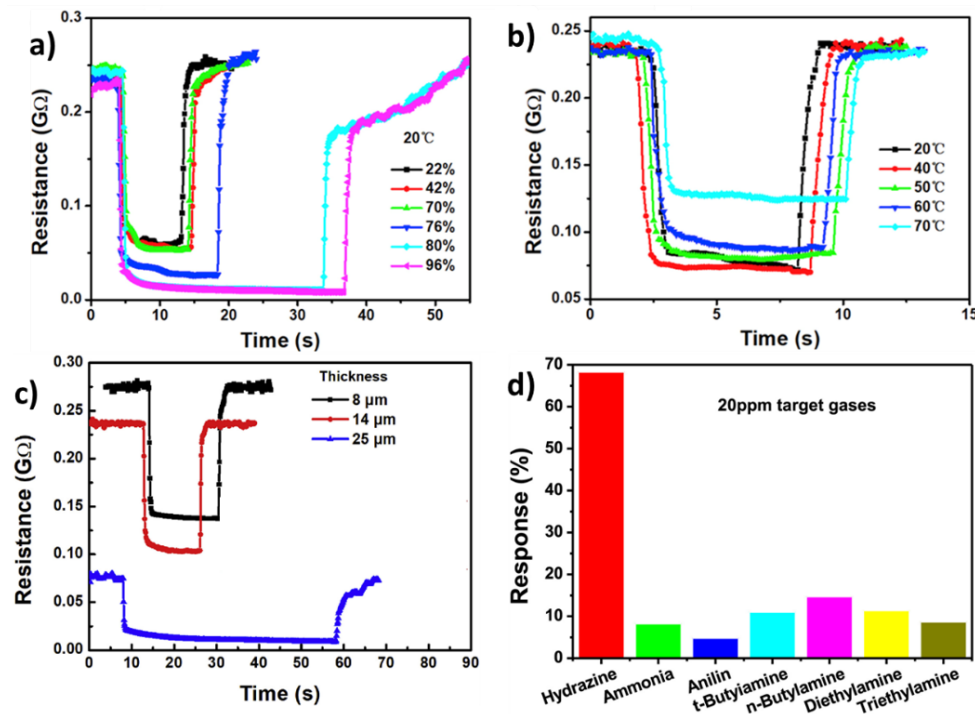 a)
0.3
0.2
0.1
0.0
Resistance (GΩ)
20℃
22%
42%
70%
76%
80%
96%
0 10 20 30 40 50
Time (s)
b)
0.25
0.20
0.15
0.10
0.05
Resistance (GΩ)
20℃
40℃
50℃
60℃
70℃
0 5 10 15
Time (s)
c)
0.30
0.25
0.20
0.15
0.10
0.05
0.00
Resistance (GΩ)
Thickness
8 μm
14 μm
25 μm
0 10 20 30 40 50 60 70 80 90
Time (s)
d)
70
60
50
40
30
20
10
0
Response (%)
20ppm target gases
Hydrazine
Ammonia
Anilin
t-Butyiamine
n-Butylamine
Diethylamine
Triethylamine